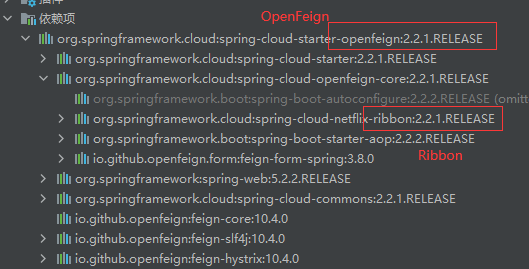 插件
OpenFeign
依赖项
org.springframework.cloud:spring-cloud-starter-openfeign:2.2.1.RELEASE
org.springframework.cloud:spring-cloud-starter:2.2.1.RELEASE
org.springframework.cloud:spring-cloud-openfeign-core:2.2.1.RELEASE
org.springframework.boot:spring-boot-autoconfigure:2.2.2.RELEASE (omitt
org.springframework.cloud:spring-cloud-netflix-ribbon:2.2.1.RELEASE
org.springframework.boot:spring-boot-starter-aop:2.2.2.RELEASE
io.github.openfeign.form:feign-form-spring:3.8.0
Ribbon
org.springframework:spring-web:5.2.2.RELEASE
org.springframework.cloud:spring-cloud-commons:2.2.1.RELEASE
io.github.openfeign:feign-core:10.4.0
io.github.openfeign:feign-slf4j:10.4.0
io.github.openfeign:feign-hystrix:10.4.0